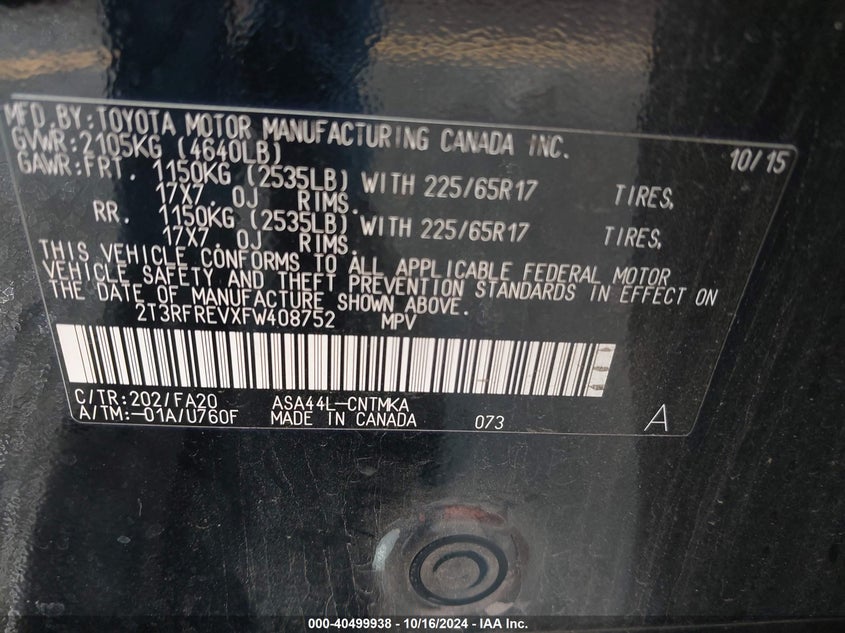 MFD.BY:TOYOTA MOTOR MANUFACTURING CANADA INC. 10/15
GVWR:2105KG (4640LB)
GAWR:FRT. 1150KG (2535LB) WITH 225/65R17 TIRES,
17X7.0J RIMS.
RR. 1150KG (2535LB) WITH 225/65R17 TIRES,
17X7.0J RIMS.
THIS VEHICLE CONFORMS TO ALL APPLICABLE FEDERAL MOTOR
VEHICLE SAFETY AND THEFT PREVENTION STANDARDS IN EFFECT ON
THE DATE OF MANUFACTURE SHOWN ABOVE.
2T3RFREVXFW408752 MPV
C/TR:202/FA20 ASA44L-CNTMKA
A/TM:-01A/U760F MADE IN CANADA 073 A
000-40499938 - 10/16/2024 - IAA Inc.